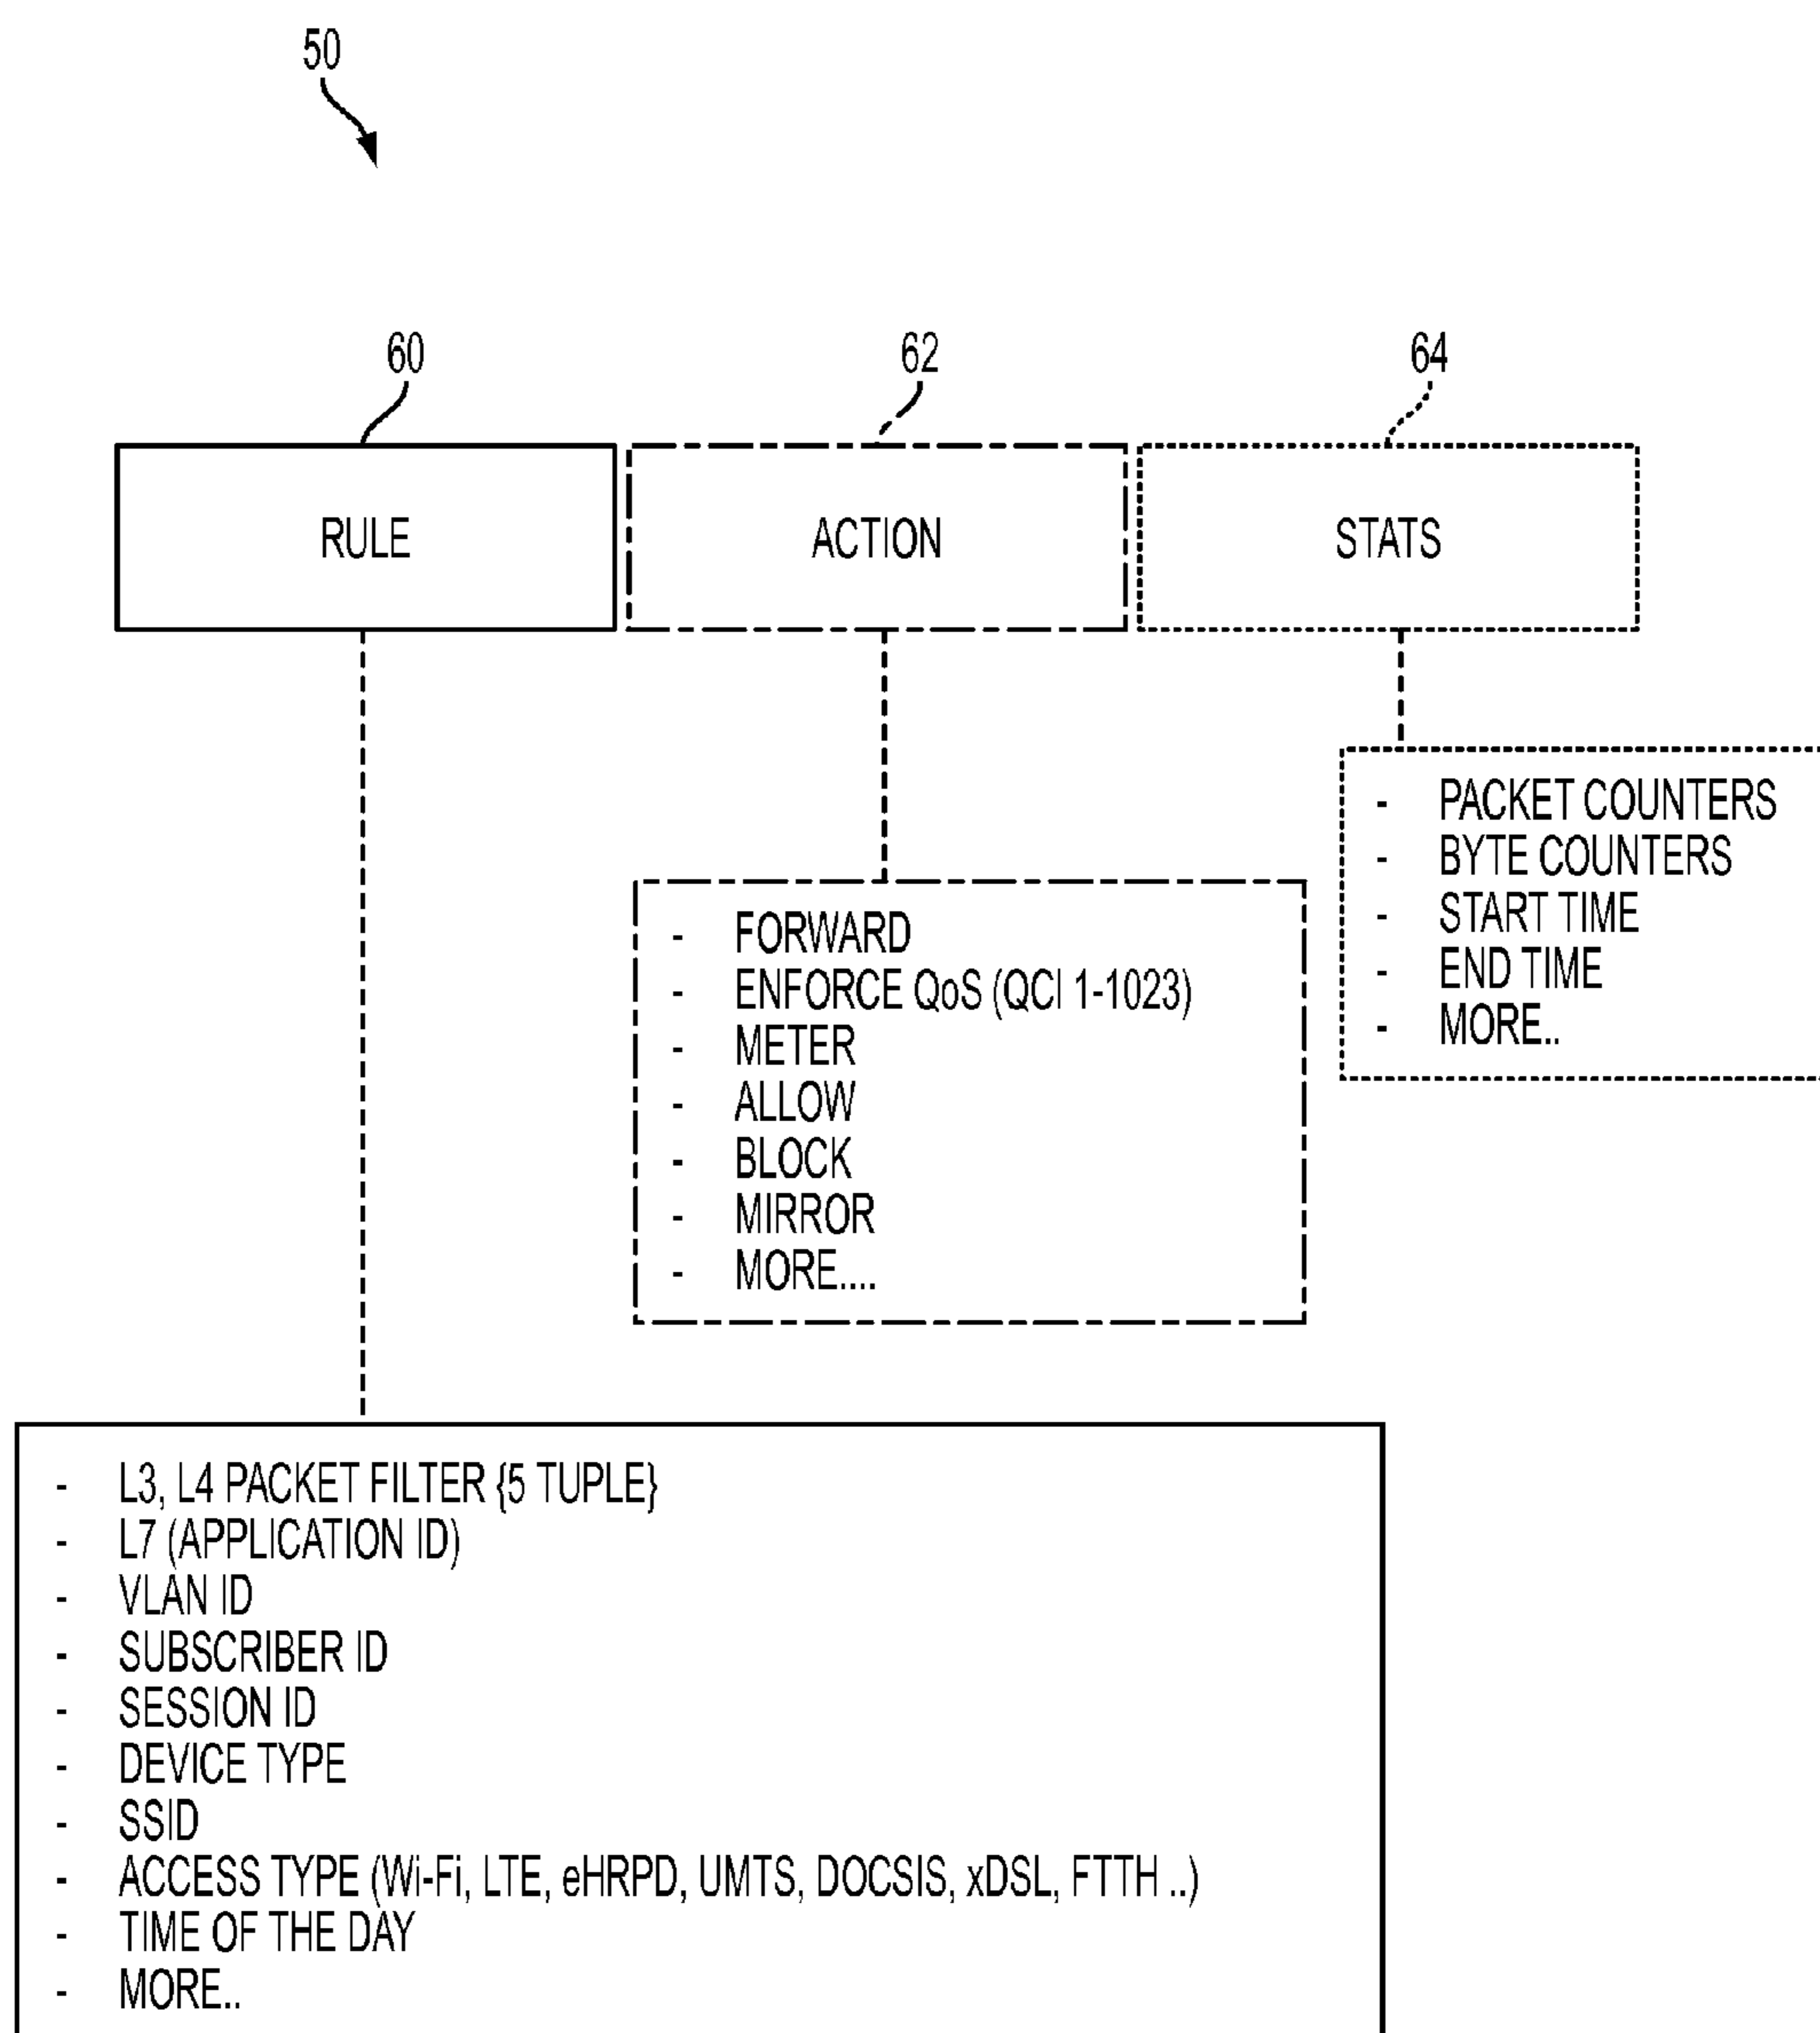 50
60
62
64
RULE
ACTION
STATS
- PACKET COUNTERS
- BYTE COUNTERS
- START TIME
- END TIME
- MORE..
- FORWARD
- ENFORCE QoS (QCI 1-1023)
- METER
- ALLOW
- BLOCK
- MIRROR
- MORE....
- L3, L4 PACKET FILTER {5 TUPLE}
- L7 (APPLICATION ID)
- VLAN ID
- SUBSCRIBER ID
- SESSION ID
- DEVICE TYPE
- SSID
- ACCESS TYPE (Wi-Fi, LTE, eHRPD, UMTS, DOCSIS, xDSL, FTTH ..)
- TIME OF THE DAY
- MORE..